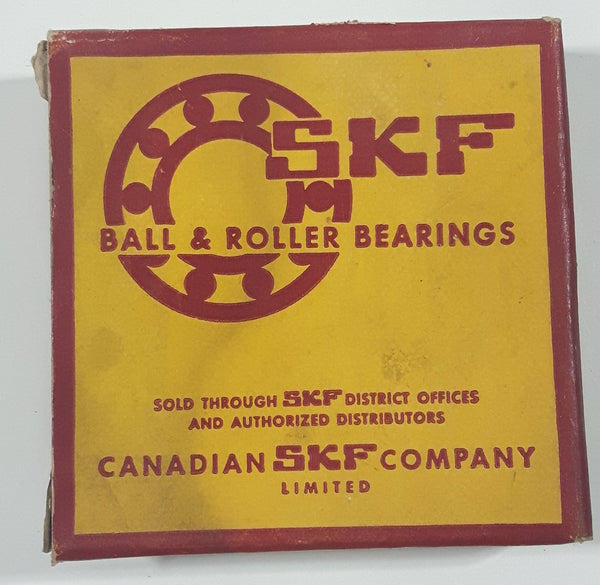 SKF
BALL & ROLLER BEARINGS
SOLD THROUGH SKF DISTRICT OFFICES
AND AUTHORIZED DISTRIBUTORS
CANADIAN SKF COMPANY
LIMITED